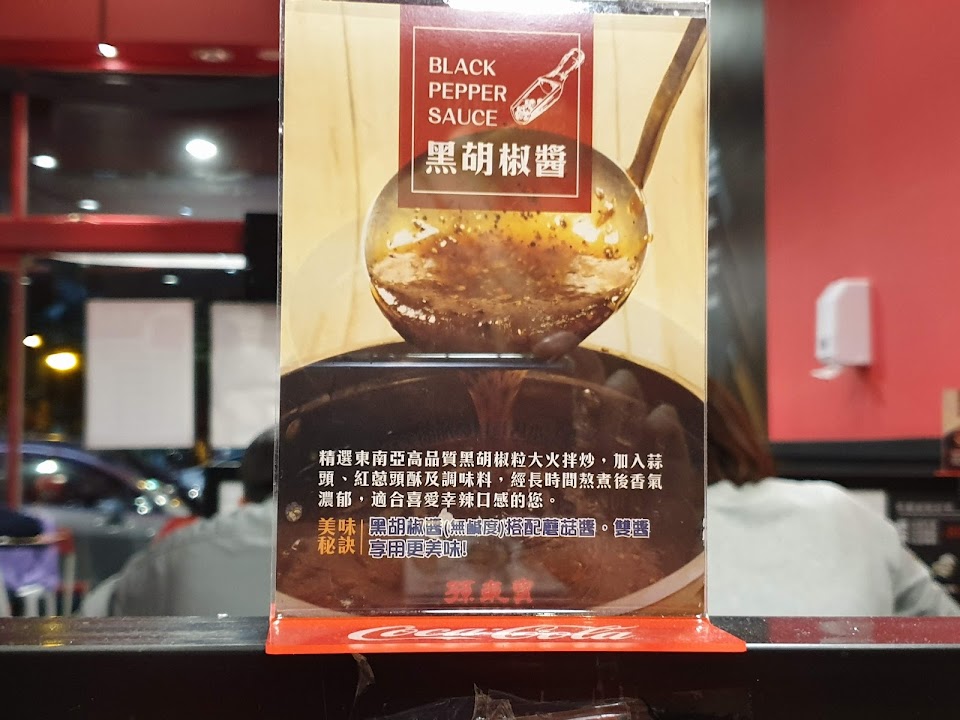 BLACK
PEPPER
SAUCE
黑胡椒醬
精選東南亞高品質黑胡椒粒大火拌炒，加入蒜
頭、紅蔥頭酥及調味料，經長時間熬煮後香氣
濃郁，適合喜愛辛辣口感的您。
美味
秘訣
黑胡椒醬(無鹹度)搭配蘑菇醬。雙醬
享用更美味!
孫東寶
Coca-Cola